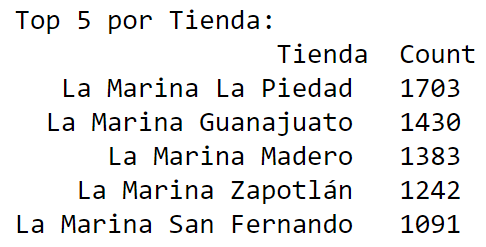 Top 5 por Tienda:
Tienda Count
La Marina La Piedad 1703
La Marina Guanajuato 1430
La Marina Madero 1383
La Marina Zapotlán 1242
La Marina San Fernando 1091